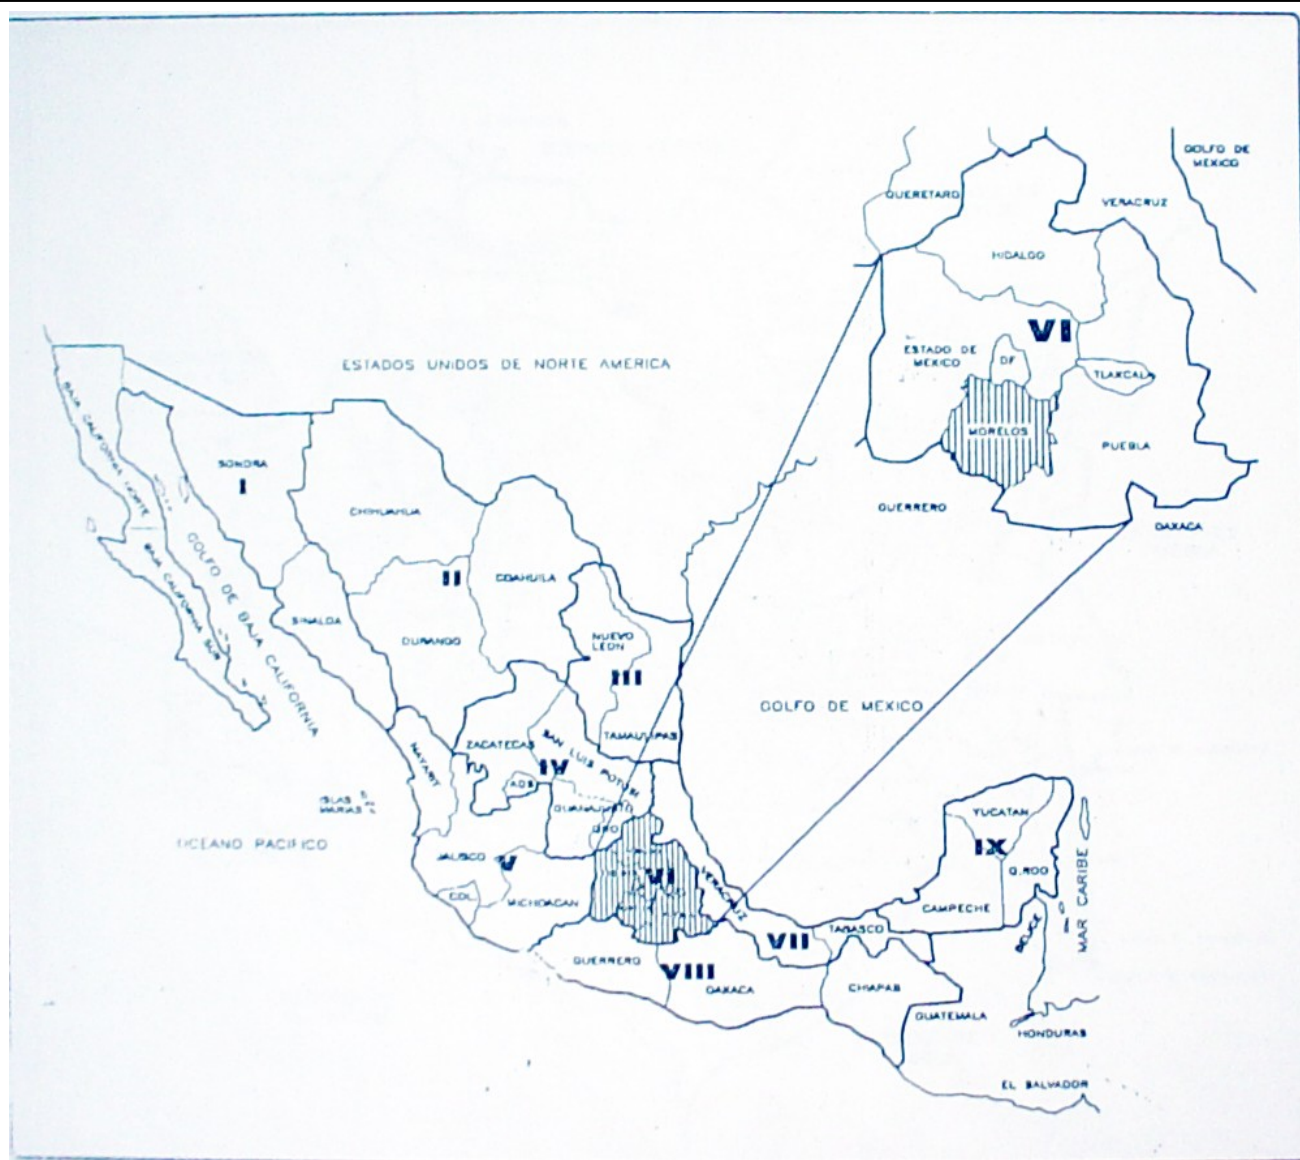 GOLFO DE
MEXICO
QUERETARO
VERACRUZ
HIDALGO
VI
ESTADO DE
MEXICO
DF
TLAXCALA
MORELOS
PUEBLA
GUERRERO
OAXACA
ESTADOS UNIDOS DE NORTE AMERICA
BAJA CALIFORNIA NORTE
SONORA
I
CHIHUAHUA
GOLFO DE BAJA CALIFORNIA
BAJA CALIFORNIA SUR
II
COAHUILA
SINALOA
DURANGO
NUEVO
LEON
III
GOLFO DE MEXICO
TAMAULIPAS
NAYARIT
ZACATECAS
SAN LUIS POTOSI
IV
AGS
ISLAS
MARIAS
GUANAJUATO
QRO
OCEANO PACIFICO
JALISCO
V
VI
VERACRUZ
COL
MICHOACAN
YUCATAN
IX
Q.ROO
MAR CARIBE
CAMPECHE
TABASCO
BELICE
VII
GUERRERO
VIII
OAXACA
CHIAPAS
GUATEMALA
HONDURAS
EL SALVADOR